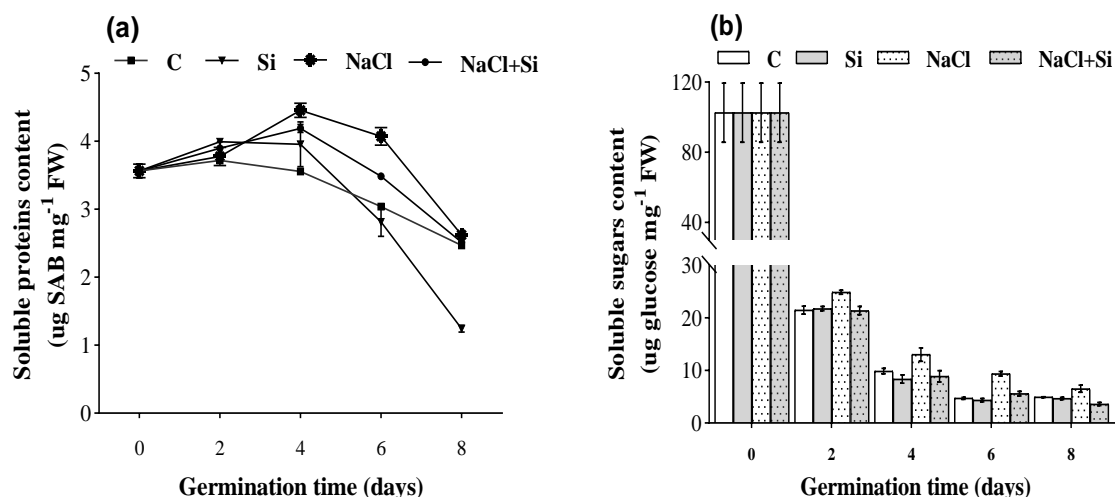 (a)
C Si NaCl NaCl+Si
5
4
3
2
1
0
0 2 4 6 8
Soluble proteins content
(ug SAB mg⁻¹ FW)
Germination time (days)
(b)
C Si NaCl NaCl+Si
120
80
40
20
10
0
0 2 4 6 8
Soluble sugars content
(ug glucose mg⁻¹ FW)
Germination time (days)